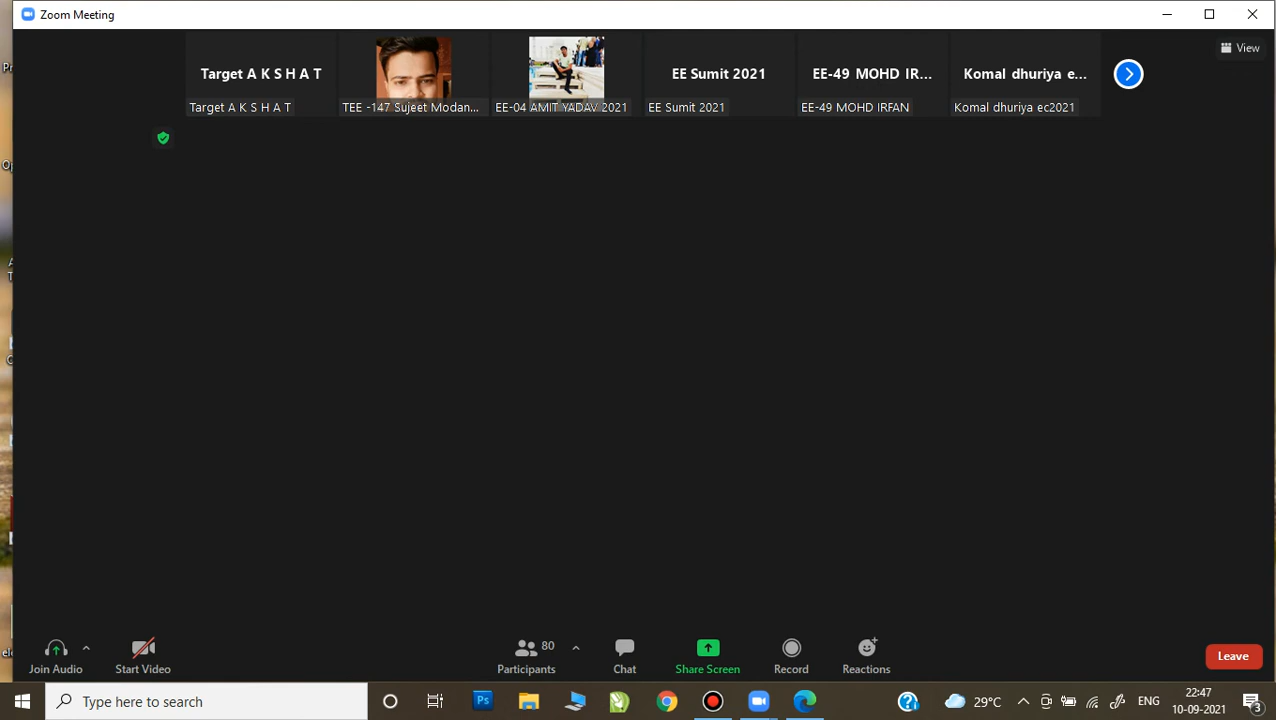 Zoom Meeting
View
Target A K S H A T
EE Sumit 2021
EE-49 MOHD IR...
Komal dhuriya e...
Target A K S H A T
TEE -147 Sujeet Modan...
EE-04 AMIT YADAV 2021
EE Sumit 2021
EE-49 MOHD IRFAN
Komal dhuriya ec2021
80
Join Audio
Start Video
Participants
Chat
Share Screen
Record
Reactions
Leave
Type here to search
Ps
29°C
ENG
22:47
10-09-2021
3